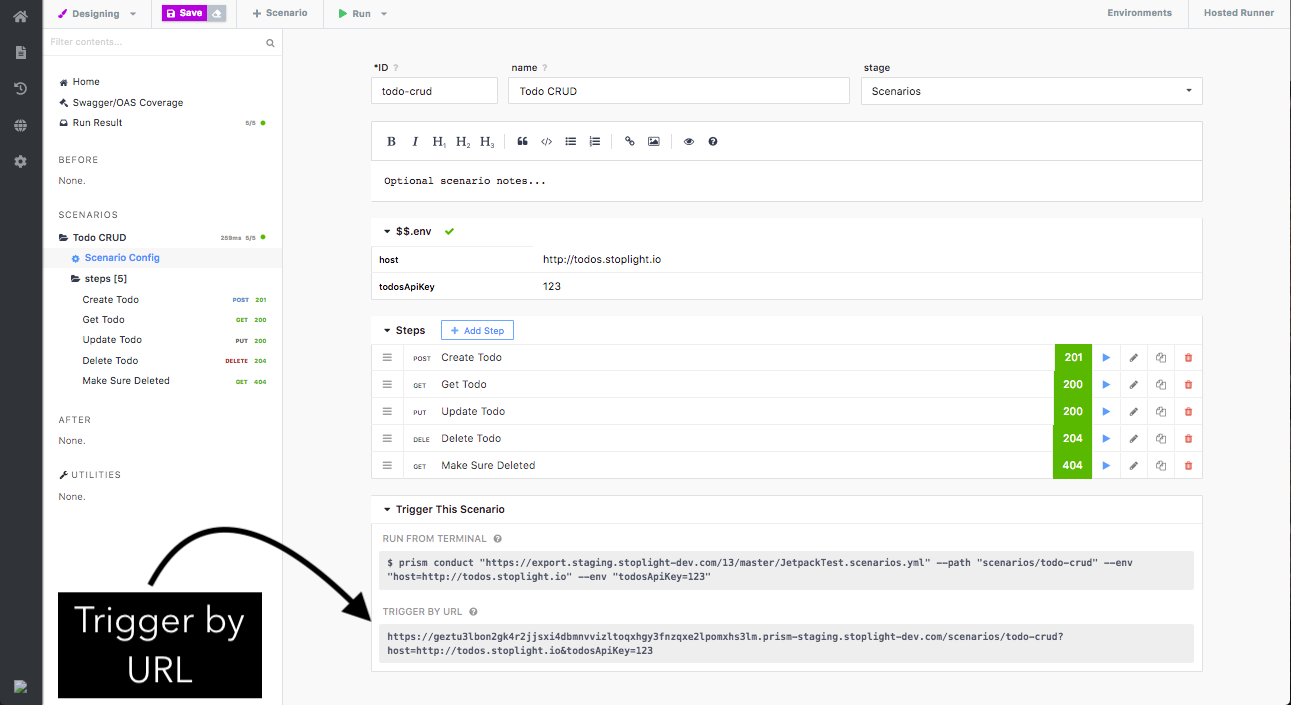 Designing
Save
+ Scenario
Run
Environments
Hosted Runner
Filter contents...
Home
Swagger/OAS Coverage
Run Result 5/5
BEFORE
None.
SCENARIOS
Todo CRUD 259ms 5/5
Scenario Config
steps [5]
Create Todo POST 201
Get Todo GET 200
Update Todo PUT 200
Delete Todo DELETE 204
Make Sure Deleted GET 404
AFTER
None.
UTILITIES
None.
*ID ?
name ?
stage
todo-crud
Todo CRUD
Scenarios
B I H1 H2 H3
Optional scenario notes...
$$.env
host http://todos.stoplight.io
todosApiKey 123
Steps
+ Add Step
POST Create Todo 201
GET Get Todo 200
PUT Update Todo 200
DELE Delete Todo 204
GET Make Sure Deleted 404
Trigger This Scenario
RUN FROM TERMINAL ?
$ prism conduct "https://export.staging.stoplight-dev.com/13/master/JetpackTest.scenarios.yml" --path "scenarios/todo-crud" --env
"host=http://todos.stoplight.io" --env "todosApiKey=123"
TRIGGER BY URL ?
https://geztu3lbon2gk4r2jjsxi4dbmnvvizltoqxhgy3fnzqxe2lpomxhs3lm.prism-staging.stoplight-dev.com/scenarios/todo-crud?
host=http://todos.stoplight.io&todosApiKey=123
Trigger by
URL